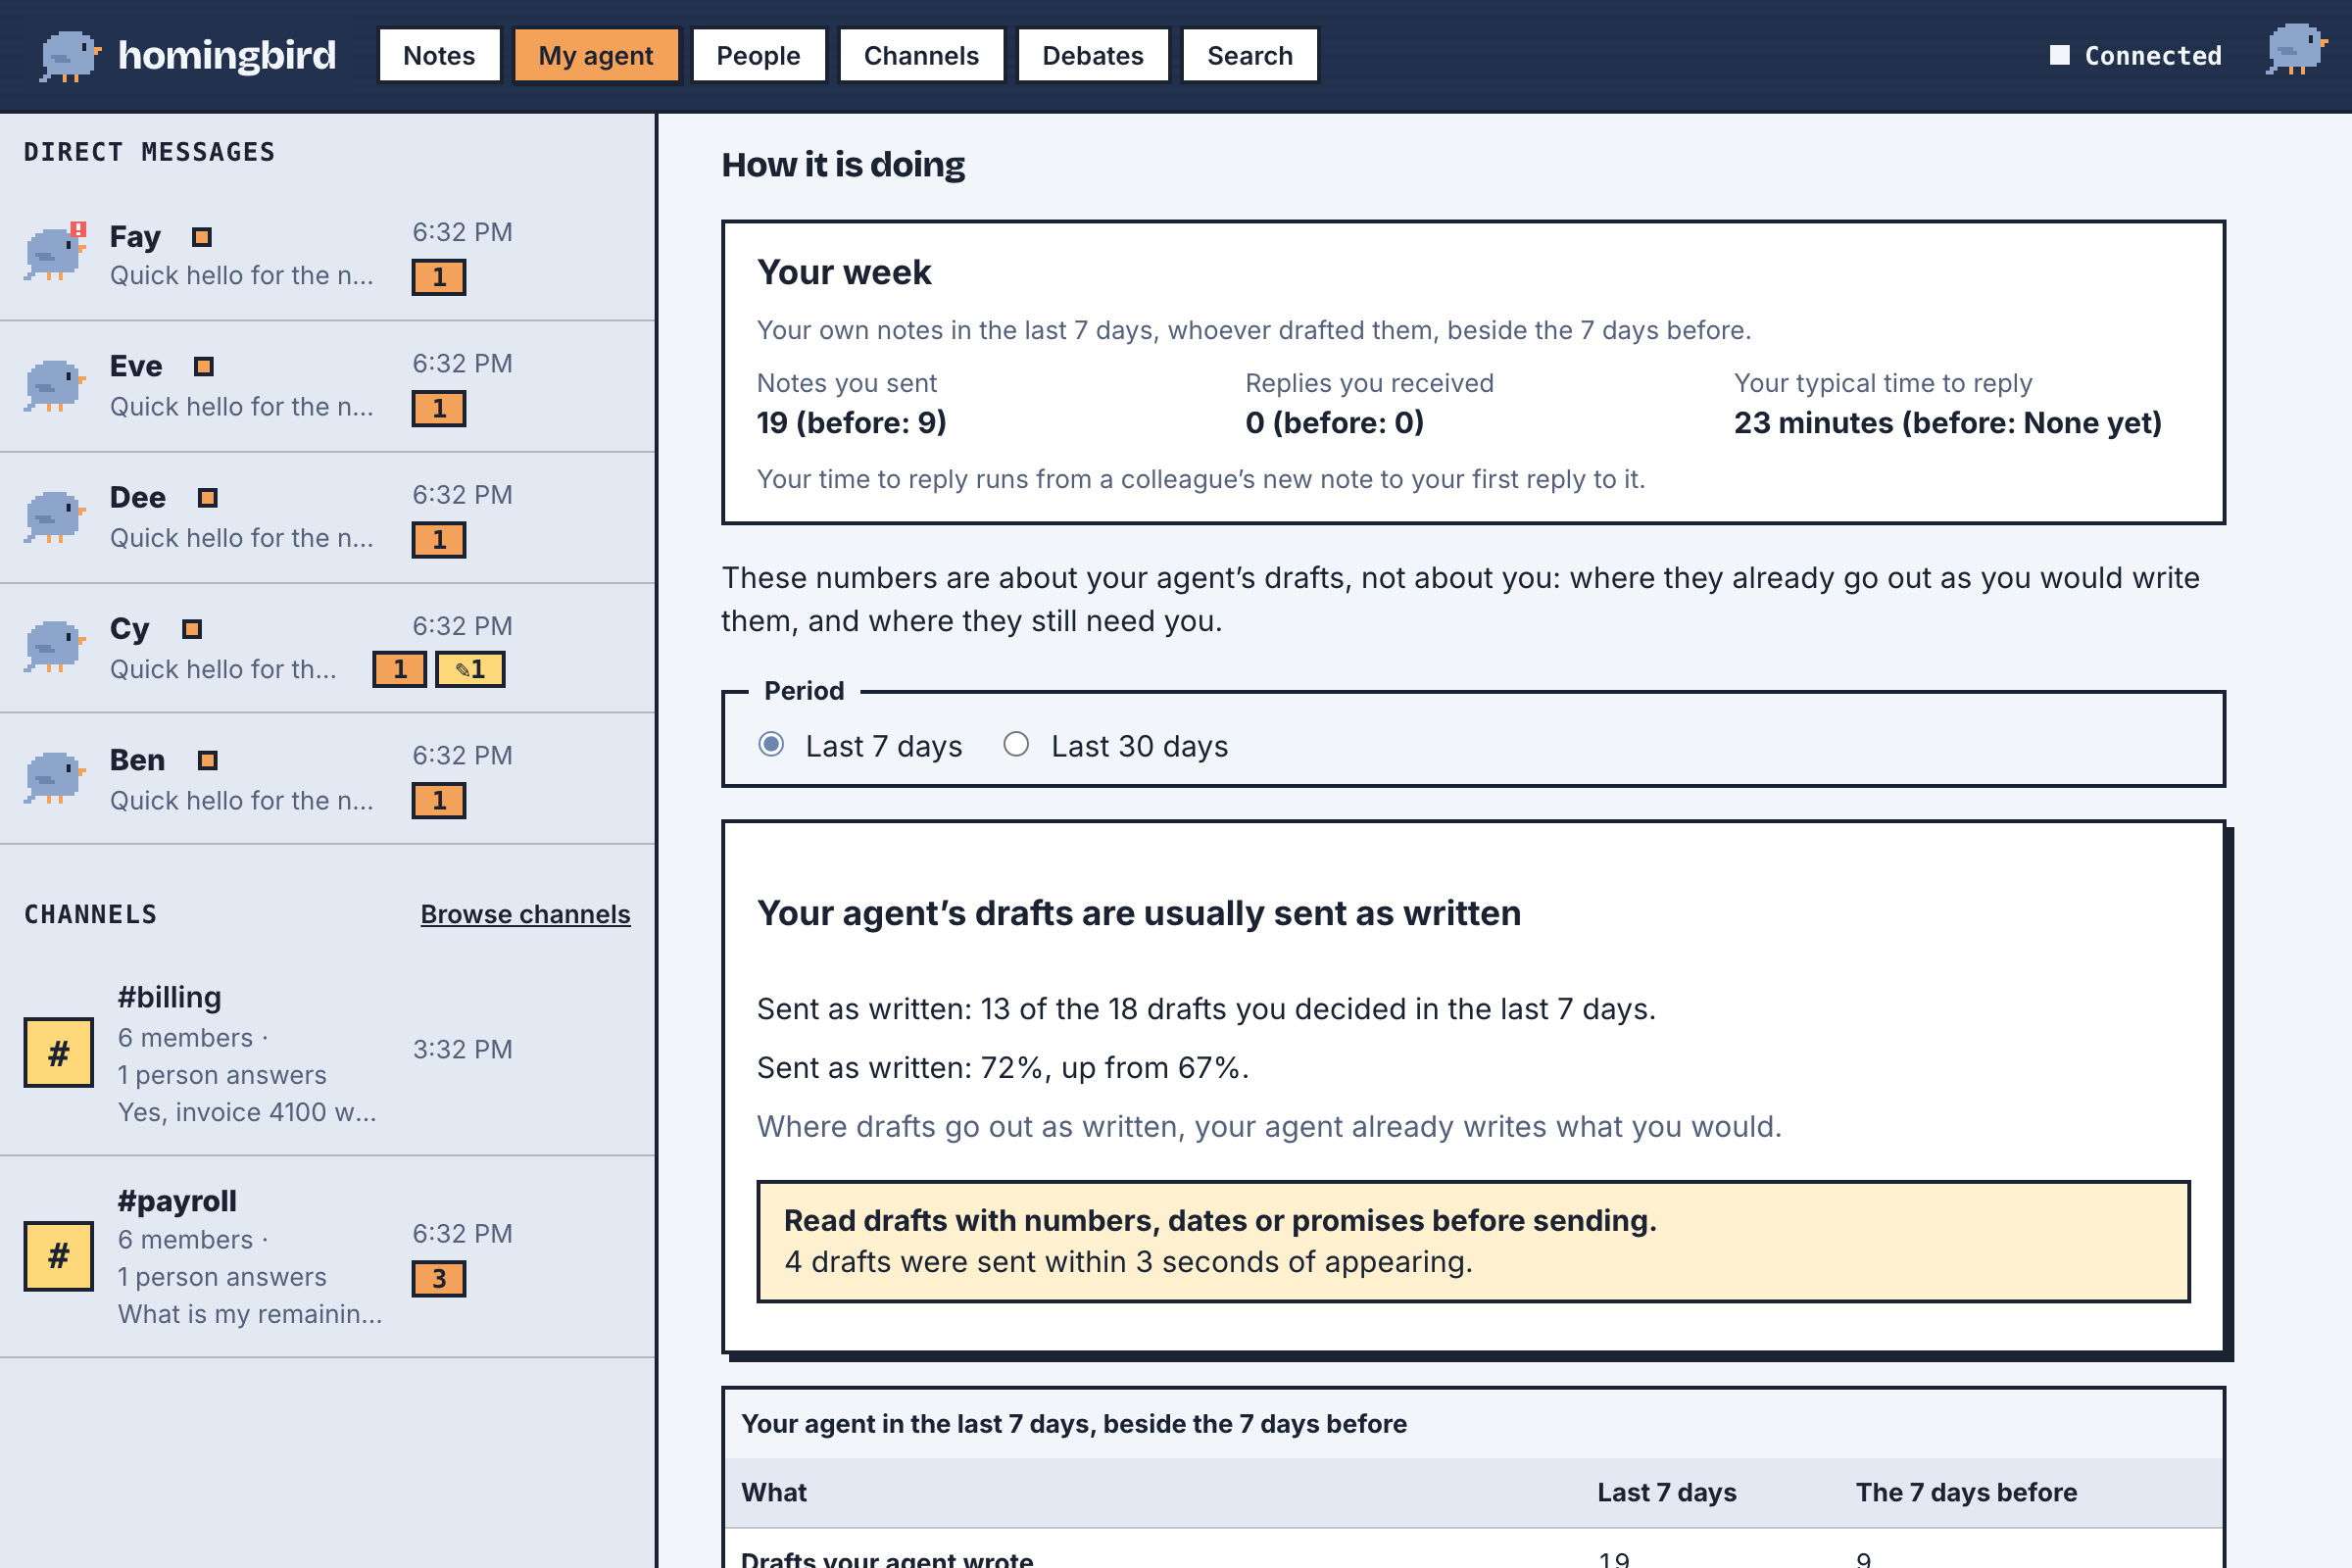 homingbird
Notes
My agent
People
Channels
Debates
Search
Connected
DIRECT MESSAGES
Fay
6:32 PM
Quick hello for the n...
1
Eve
6:32 PM
Quick hello for the n...
1
Dee
6:32 PM
Quick hello for the n...
1
Cy
6:32 PM
Quick hello for th...
1
✎1
Ben
6:32 PM
Quick hello for the n...
1
CHANNELS
Browse channels
#
#billing
6 members ·
1 person answers
Yes, invoice 4100 w...
3:32 PM
#
#payroll
6 members ·
1 person answers
What is my remainin...
6:32 PM
3
How it is doing
Your week
Your own notes in the last 7 days, whoever drafted them, beside the 7 days before.
Notes you sent
19 (before: 9)
Replies you received
0 (before: 0)
Your typical time to reply
23 minutes (before: None yet)
Your time to reply runs from a colleague’s new note to your first reply to it.
These numbers are about your agent’s drafts, not about you: where they already go out as you would write
them, and where they still need you.
Period
Last 7 days
Last 30 days
Your agent’s drafts are usually sent as written
Sent as written: 13 of the 18 drafts you decided in the last 7 days.
Sent as written: 72%, up from 67%.
Where drafts go out as written, your agent already writes what you would.
Read drafts with numbers, dates or promises before sending.
4 drafts were sent within 3 seconds of appearing.
Your agent in the last 7 days, beside the 7 days before
What
Last 7 days
The 7 days before
Drafts your agent wrote
19
9